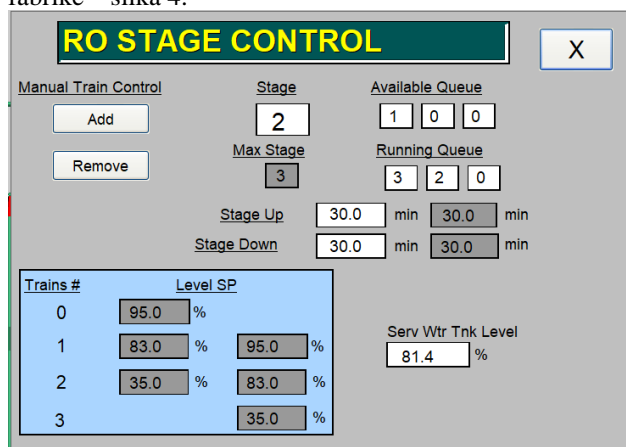 fabrike – slika 4.
RO STAGE CONTROL
X
Manual Train Control Stage Available Queue
Add 2 1 0 0
Max Stage Running Queue
Remove 3 3 2 0
Stage Up 30.0 min 30.0 min
Stage Down 30.0 min 30.0 min
Trains # Level SP
0 95.0 %
1 83.0 % 95.0 %
2 35.0 % 83.0 %
3 35.0 %
Serv Wtr Tnk Level
81.4 %